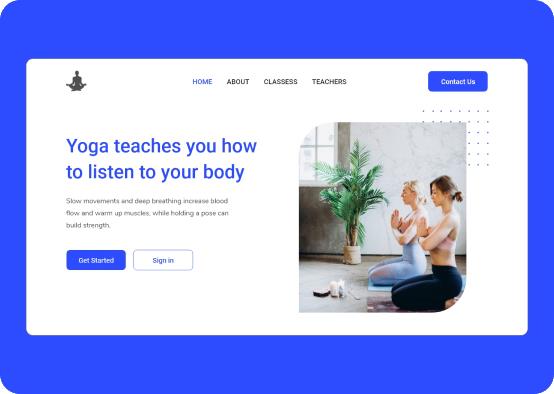 HOME ABOUT CLASSESS TEACHERS Contact Us
Yoga teaches you how
to listen to your body
Slow movements and deep breathing increase blood
flow and warm up muscles, while holding a pose can
build strength.
Get Started Sign in